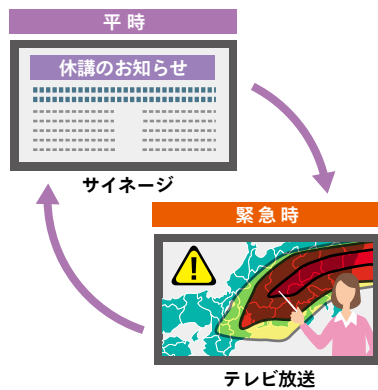 平時
休講のお知らせ
サイネージ
緊急時
テレビ放送